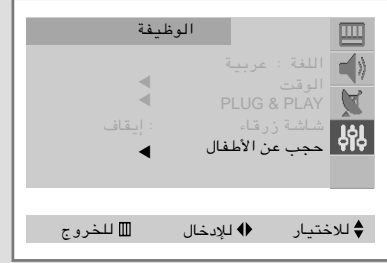 الوظيفة
اللغة : عربية
الوقت ◀
PLUG & PLAY ◀
شاشة زرقاء : إيقاف
حجب عن الأطفال ◀
للاختيار للإدخال للخروج